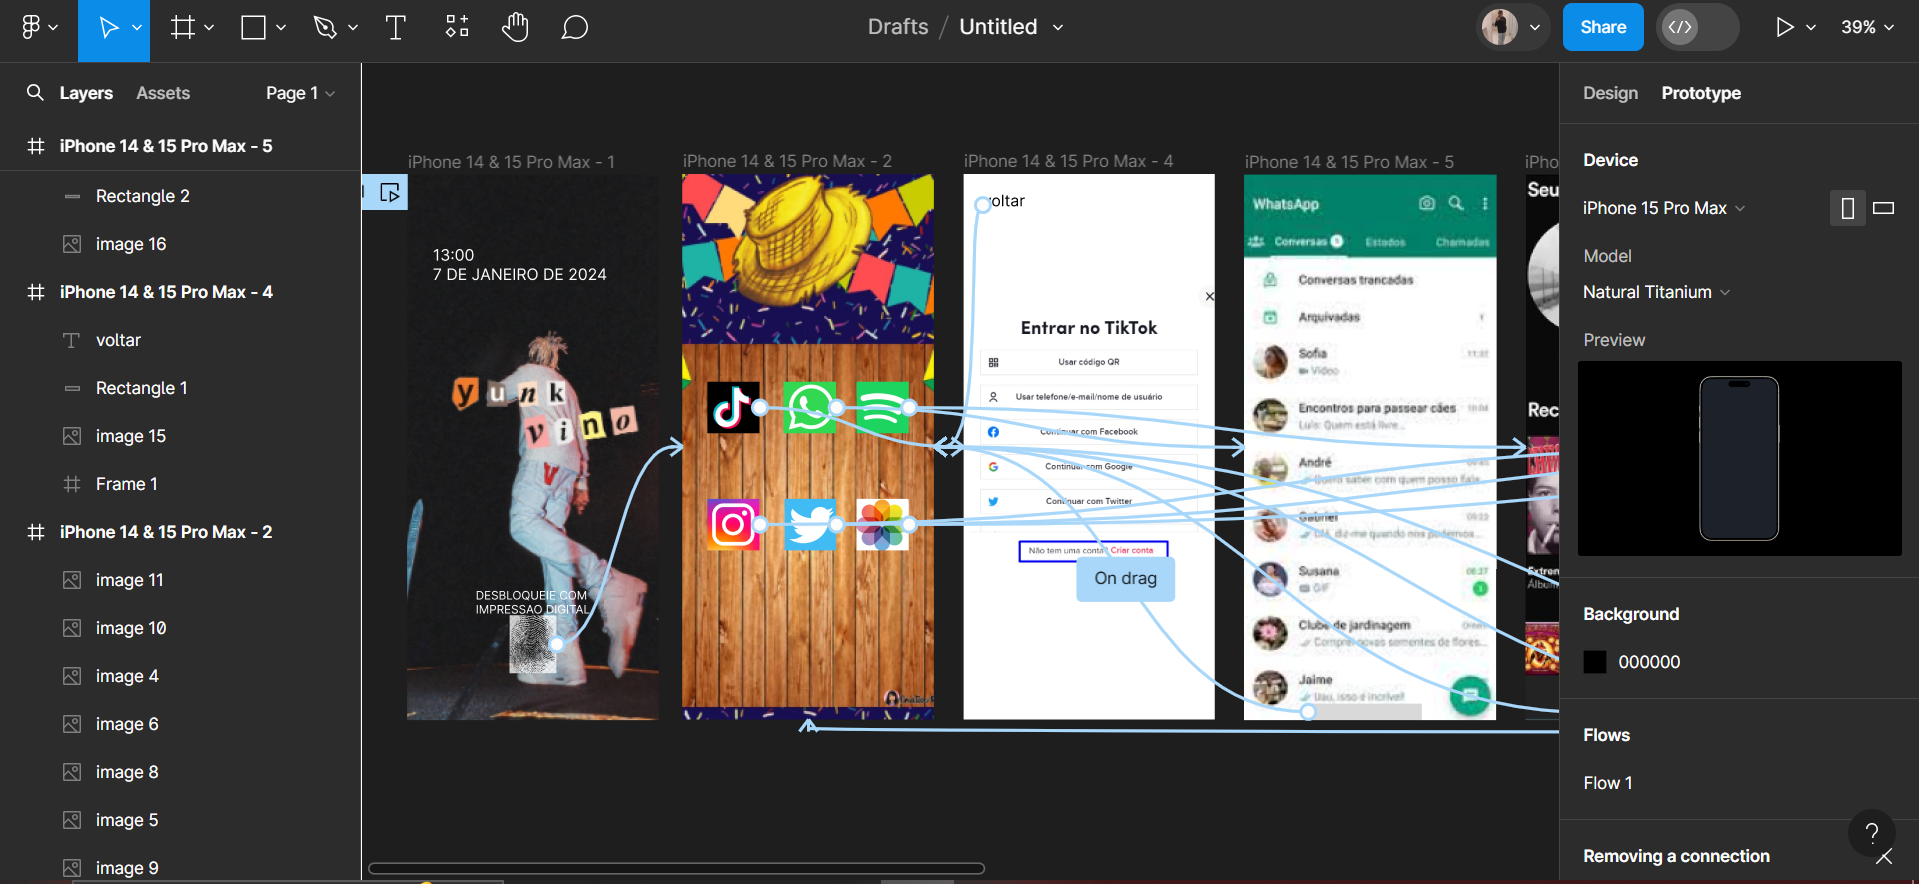 Drafts / Untitled
Share
39%
Layers
Assets
Page 1
iPhone 14 & 15 Pro Max - 5
Rectangle 2
image 16
iPhone 14 & 15 Pro Max - 4
voltar
Rectangle 1
image 15
Frame 1
iPhone 14 & 15 Pro Max - 2
image 11
image 10
image 4
image 6
image 8
image 5
image 9
iPhone 14 & 15 Pro Max - 1
13:00
7 DE JANEIRO DE 2024
yunk
vino
V
DESBLOQUEIE COM
IMPRESSAO DIGITAL
iPhone 14 & 15 Pro Max - 2
iPhone 14 & 15 Pro Max - 4
voltar
Entrar no TikTok
Usar código QR
Usar telefone/e-mail/nome de usuário
Continuar com Facebook
Continuar com Google
Continuar com Twitter
Não tem uma conta? Criar conta
On drag
iPhone 14 & 15 Pro Max - 5
WhatsApp
Conversas
Estados
Chamadas
Conversas trancadas
Arquivadas
Sofia
11:32
Vídeo
Encontros para passear cães
Luís: Quem está livre...
André
Quero saber com quem posso fala...
Gabriel
Olá, diz-me quando nos podemos...
Susana
GIF
1
Clube de jardinagem
Comprei novas sementes de flores...
Jaime
Uau, isso é incrível!
iPho
Seu
Rec
Extren
Álbum
Design
Prototype
Device
iPhone 15 Pro Max
Model
Natural Titanium
Preview
Background
000000
Flows
Flow 1
?
Removing a connection